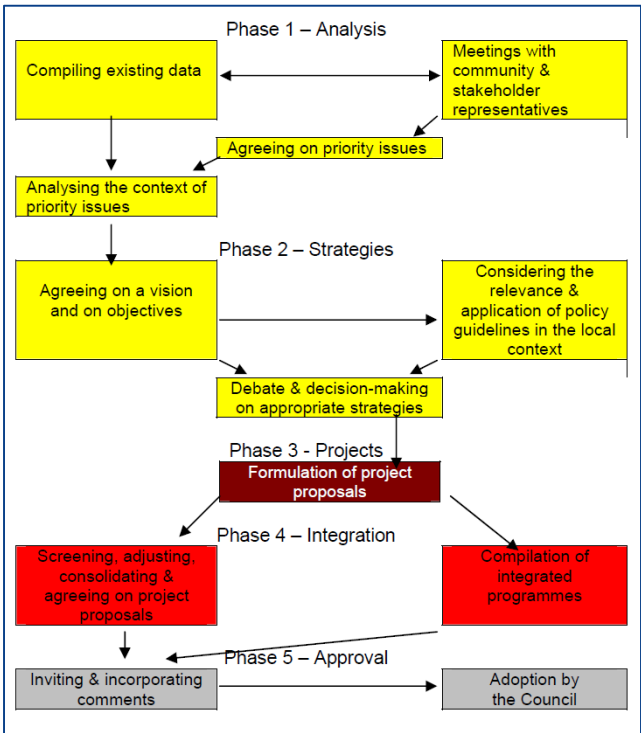 Phase 1 – Analysis
Compiling existing data
Meetings with
community &
stakeholder
representatives
Agreeing on priority issues
Analysing the context of
priority issues
Phase 2 – Strategies
Agreeing on a vision
and on objectives
Considering the
relevance &
application of policy
guidelines in the local
context
Debate & decision-making
on appropriate strategies
Phase 3 - Projects
Formulation of project
proposals
Phase 4 – Integration
Screening, adjusting,
consolidating &
agreeing on project
proposals
Compilation of
integrated
programmes
Phase 5 – Approval
Inviting & incorporating
comments
Adoption by
the Council